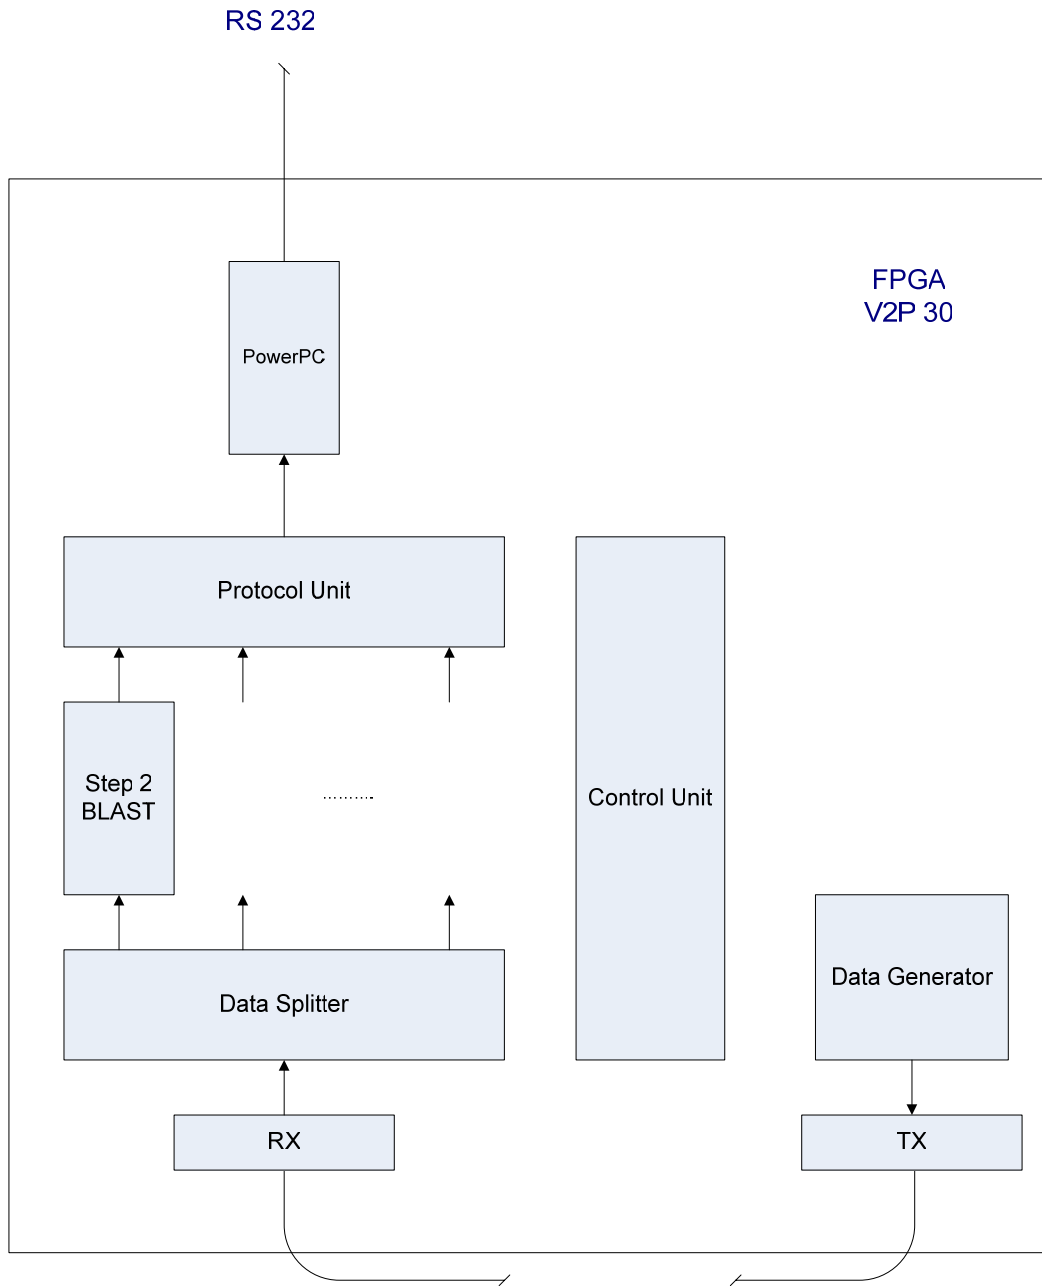 RS 232
FPGA
V2P 30
PowerPC
Protocol Unit
Step 2
BLAST
Control Unit
Data Generator
Data Splitter
RX
TX